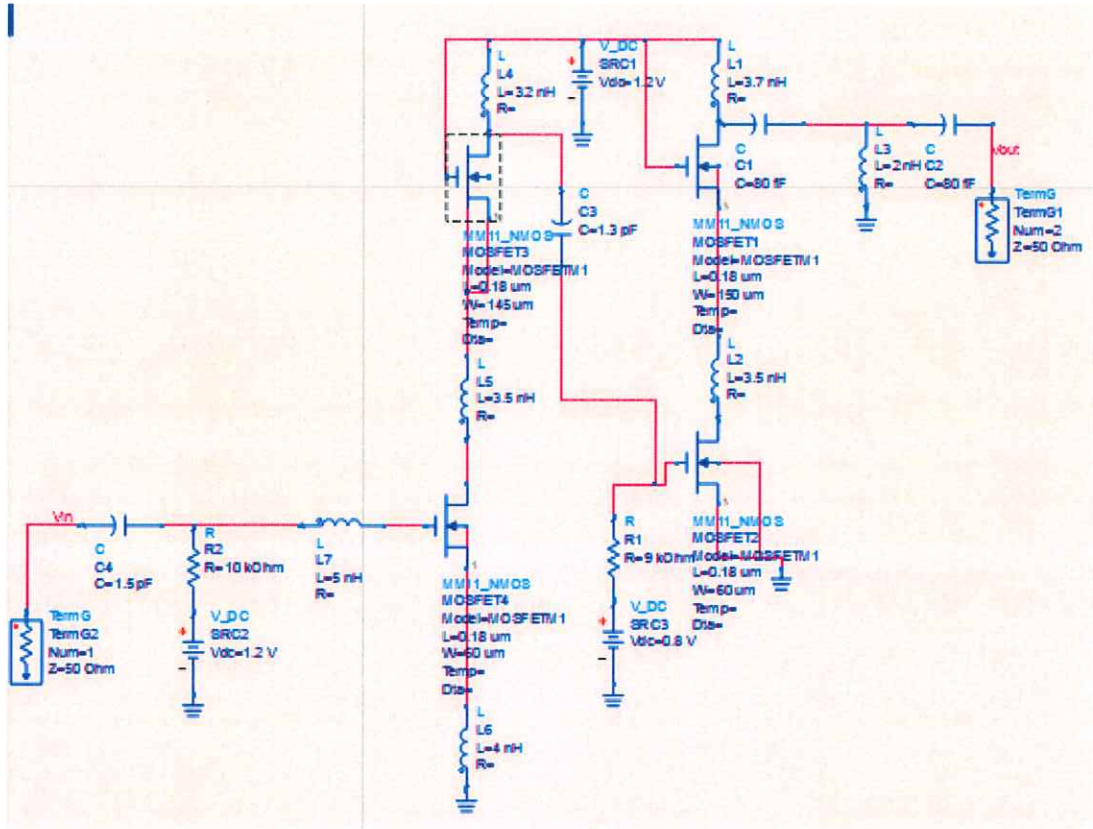 L
L4
L=3.2 nH
R=
V_DC
SRC1
Vdc=1.2 V
L
L1
L=3.7 nH
R=
C
C1
C=80 fF
L
L3
L=2 nH
R=
C
C2
C=80 fF
Vout
TermG
TermG1
Num=2
Z=50 Ohm
C
C3
C=1.3 pF
MM11_NMOS
MOSFET3
Model=MOSFETM1
L=0.18 um
W=145 um
Temp=
Dta=
MM11_NMOS
MOSFET1
Model=MOSFETM1
L=0.18 um
W=150 um
Temp=
Dta=
L
L5
L=3.5 nH
R=
L
L2
L=3.5 nH
R=
Vin
C
C4
C=1.5 pF
R
R2
R=10 kOhm
L
L7
L=5 nH
R=
MM11_NMOS
MOSFET4
Model=MOSFETM1
L=0.18 um
W=60 um
Temp=
Dta=
R
R1
R=9 kOhm
MM11_NMOS
MOSFET2
Model=MOSFETM1
L=0.18 um
W=60 um
Temp=
Dta=
TermG
TermG2
Num=1
Z=50 Ohm
V_DC
SRC2
Vdc=1.2 V
V_DC
SRC3
Vdc=0.8 V
L
L6
L=4 nH
R=